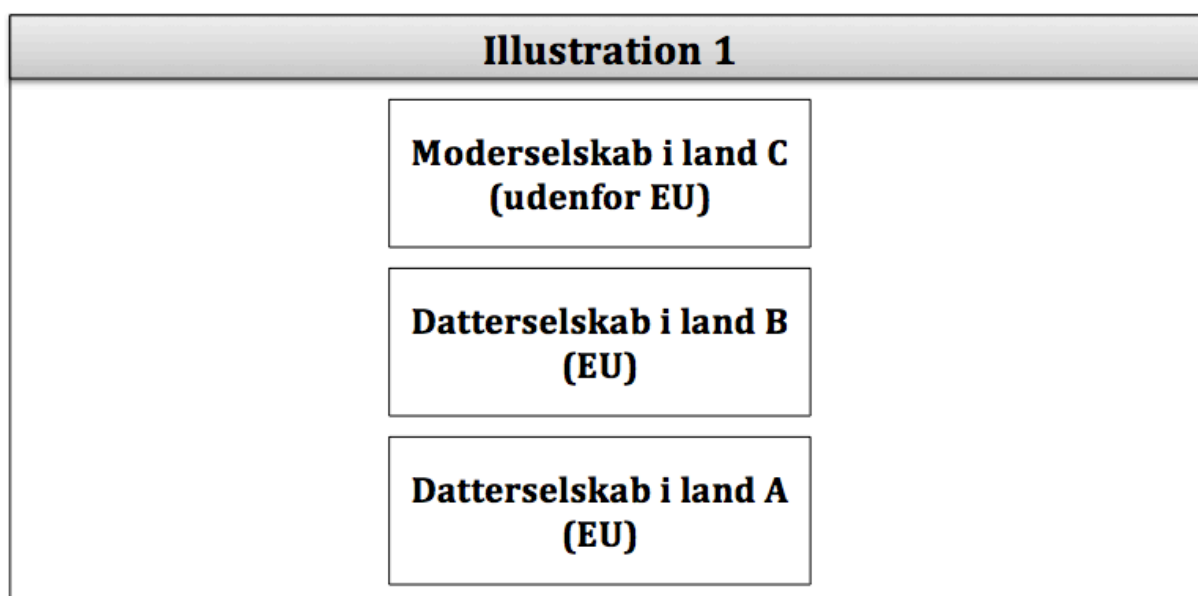 Illustration 1
Moderselskab i land C
(udenfor EU)
Datterselskab i land B
(EU)
Datterselskab i land A
(EU)